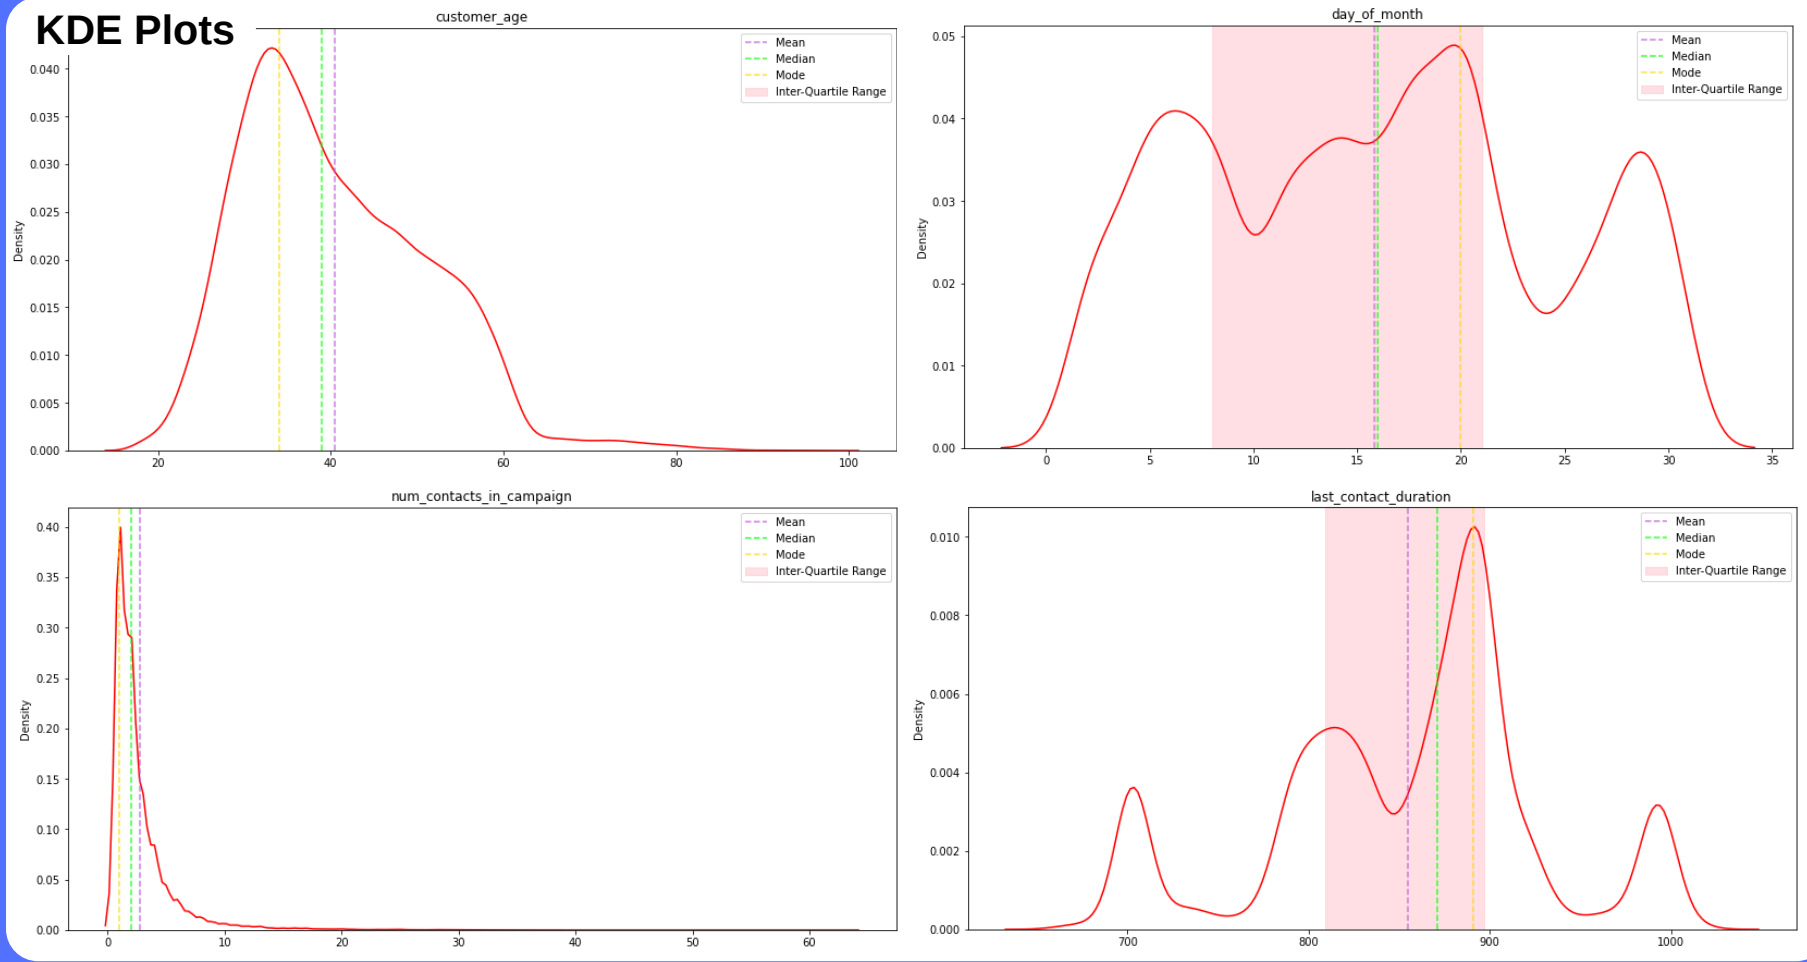 KDE Plots
customer_age
Mean
Median
Mode
Inter-Quartile Range
Density
0.040
0.035
0.030
0.025
0.020
0.015
0.010
0.005
0.000
20 40 60 80 100
day_of_month
Mean
Median
Mode
Inter-Quartile Range
Density
0.05
0.04
0.03
0.02
0.01
0.00
0 5 10 15 20 25 30 35
num_contacts_in_campaign
Mean
Median
Mode
Inter-Quartile Range
Density
0.40
0.35
0.30
0.25
0.20
0.15
0.10
0.05
0.00
0 10 20 30 40 50 60
last_contact_duration
Mean
Median
Mode
Inter-Quartile Range
Density
0.010
0.008
0.006
0.004
0.002
0.000
700 800 900 1000